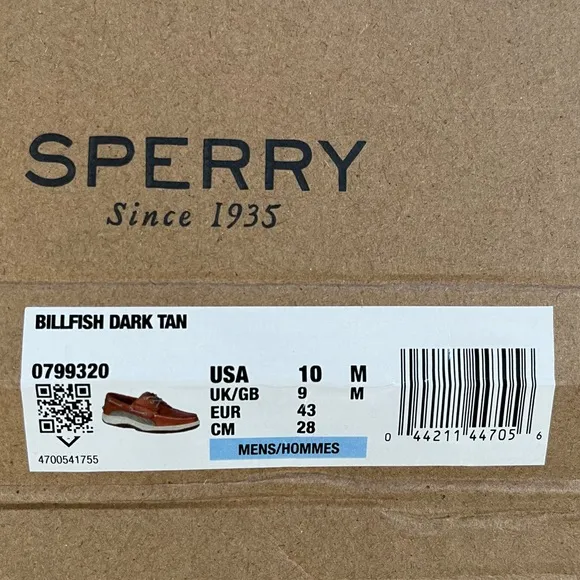 SPERRY
Since 1935
BILLFISH DARK TAN
0799320
4700541755
USA 10 M
UK/GB 9 M
EUR 43
CM 28
MENS/HOMMES
0 44211 44705 6